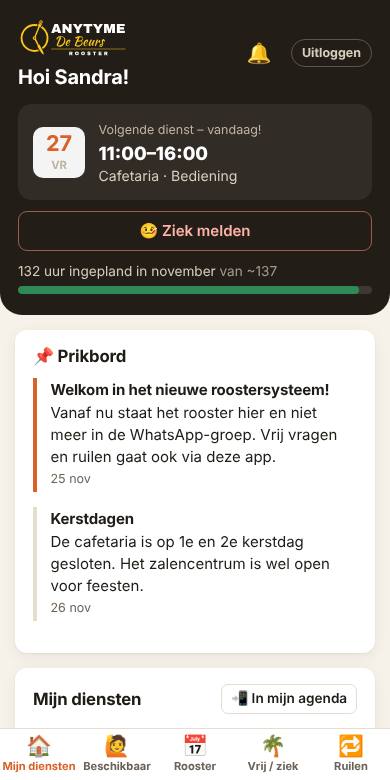 ANYTYME
De Beurs
ROOSTER
Uitloggen
Hoi Sandra!
27
VR
Volgende dienst – vandaag!
11:00–16:00
Cafetaria · Bediening
Ziek melden
132 uur ingepland in november van ~137
Prikbord
Welkom in het nieuwe roostersysteem!
Vanaf nu staat het rooster hier en niet
meer in de WhatsApp-groep. Vrij vragen
en ruilen gaat ook via deze app.
25 nov
Kerstdagen
De cafetaria is op 1e en 2e kerstdag
gesloten. Het zalencentrum is wel open
voor feesten.
26 nov
Mijn diensten
In mijn agenda
Mijn diensten
Beschikbaar
Rooster
Vrij / ziek
Ruilen